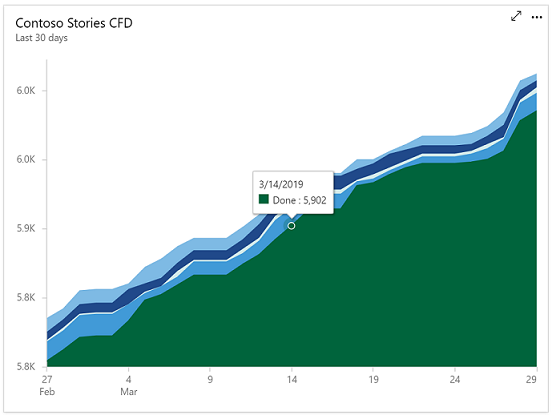 Contoso Stories CFD
Last 30 days
6.0K
6.0K
3/14/2019
Done : 5,902
5.9K
5.8K
5.8K
27 4 9 14 19 24 29
Feb Mar